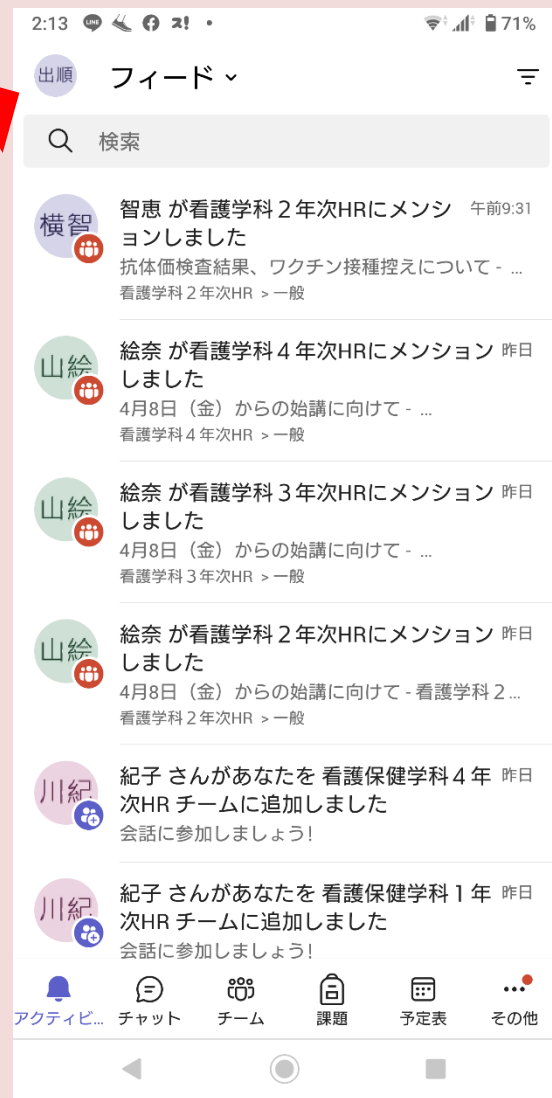 2:13 LINE 71%
出順 フィード
検索
横智
智恵 が看護学科２年次HRにメンシ 午前9:31
ョンしました
抗体価検査結果、ワクチン接種控えについて - ...
看護学科２年次HR > 一般
山絵
絵奈 が看護学科４年次HRにメンション 昨日
しました
4月8日（金）からの始講に向けて - ...
看護学科４年次HR > 一般
山絵
絵奈 が看護学科３年次HRにメンション 昨日
しました
4月8日（金）からの始講に向けて - ...
看護学科３年次HR > 一般
山絵
絵奈 が看護学科２年次HRにメンション 昨日
しました
4月8日（金）からの始講に向けて - 看護学科２...
看護学科２年次HR > 一般
川紀
紀子 さんがあなたを 看護保健学科４年 昨日
次HR チームに追加しました
会話に参加しましょう!
川紀
紀子 さんがあなたを 看護保健学科１年 昨日
次HR チームに追加しました
会話に参加しましょう!
アクティビ... チャット チーム 課題 予定表 その他